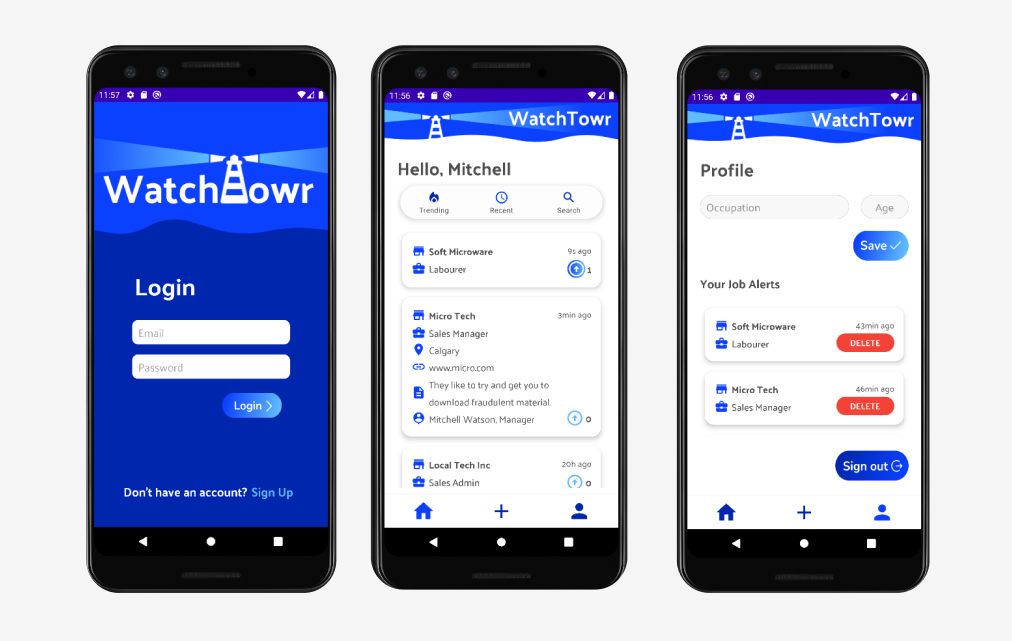 11:57
WatchTowr
Login
Email
Password
Login
Don't have an account? Sign Up
11:56
WatchTowr
Hello, Mitchell
Trending Recent Search
Soft Microware 9s ago
Labourer 1
Micro Tech 3min ago
Sales Manager
Calgary
www.micro.com
They like to try and get you to
download fraudulent material.
Mitchell Watson, Manager 0
Local Tech Inc 20h ago
Sales Admin 0
11:56
WatchTowr
Profile
Occupation Age
Save
Your Job Alerts
Soft Microware 43min ago
Labourer DELETE
Micro Tech 46min ago
Sales Manager DELETE
Sign out